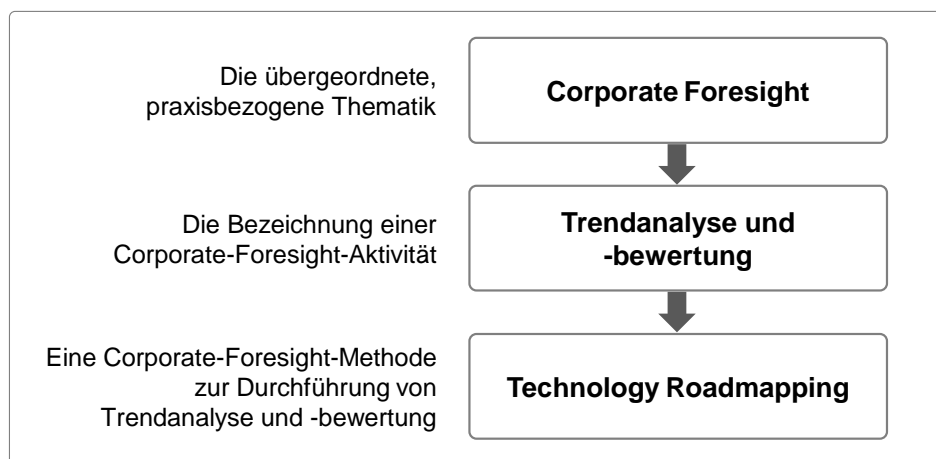 Die übergeordnete,
praxisbezogene Thematik
Corporate Foresight
Die Bezeichnung einer
Corporate-Foresight-Aktivität
Trendanalyse und
-bewertung
Eine Corporate-Foresight-Methode
zur Durchführung von
Trendanalyse und -bewertung
Technology Roadmapping